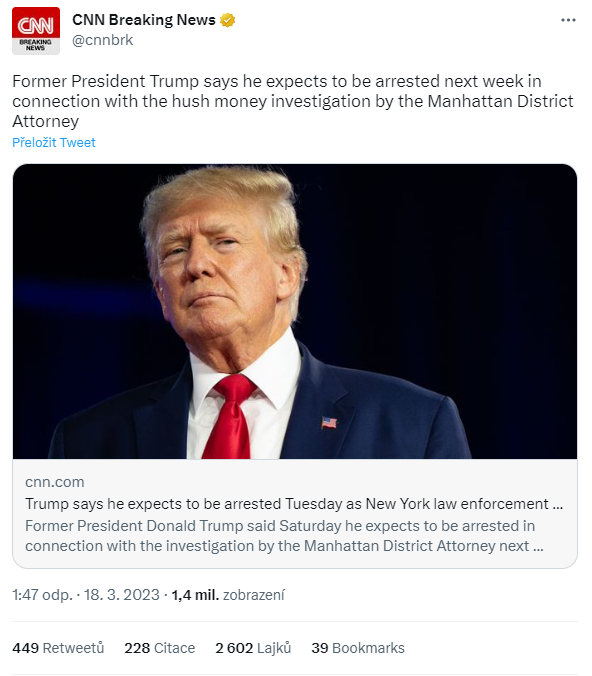 CNN
BREAKING
NEWS
CNN Breaking News
@cnnbrk
Former President Trump says he expects to be arrested next week in
connection with the hush money investigation by the Manhattan District
Attorney
Přeložit Tweet
cnn.com
Trump says he expects to be arrested Tuesday as New York law enforcement ...
Former President Donald Trump said Saturday he expects to be arrested in
connection with the investigation by the Manhattan District Attorney next ...
1:47 odp. · 18. 3. 2023 · 1,4 mil. zobrazení
449 Retweetů 228 Citace 2 602 Lajků 39 Bookmarks